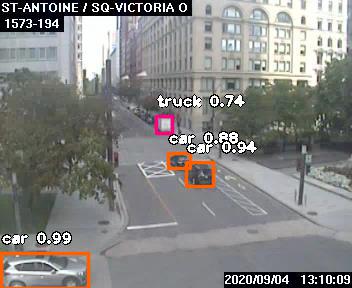 ST-ANTOINE / SQ-VICTORIA O
1573-194
truck 0.74
car 0.88
car 0.94
car 0.99
2020/09/04 13:10:09